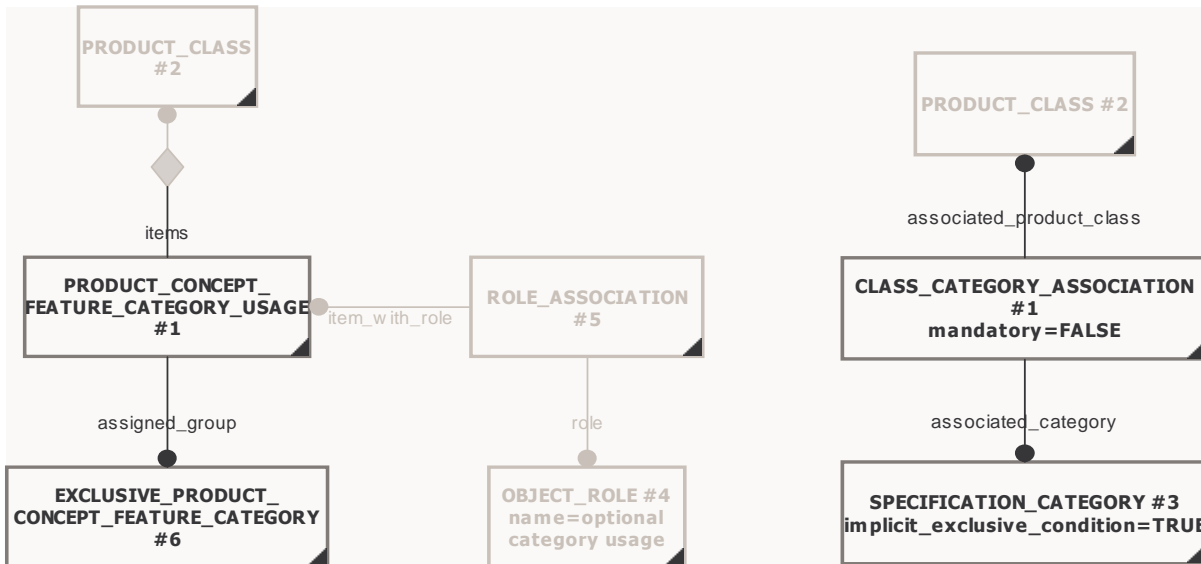 PRODUCT_CLASS
#2
PRODUCT_CLASS #2
items
associated_product_class
PRODUCT_CONCEPT_
FEATURE_CATEGORY_USAGE
#1
item_with_role
ROLE_ASSOCIATION
#5
CLASS_CATEGORY_ASSOCIATION
#1
mandatory=FALSE
assigned_group
role
associated_category
EXCLUSIVE_PRODUCT_
CONCEPT_FEATURE_CATEGORY
#6
OBJECT_ROLE #4
name=optional
category usage
SPECIFICATION_CATEGORY #3
implicit_exclusive_condition=TRUE